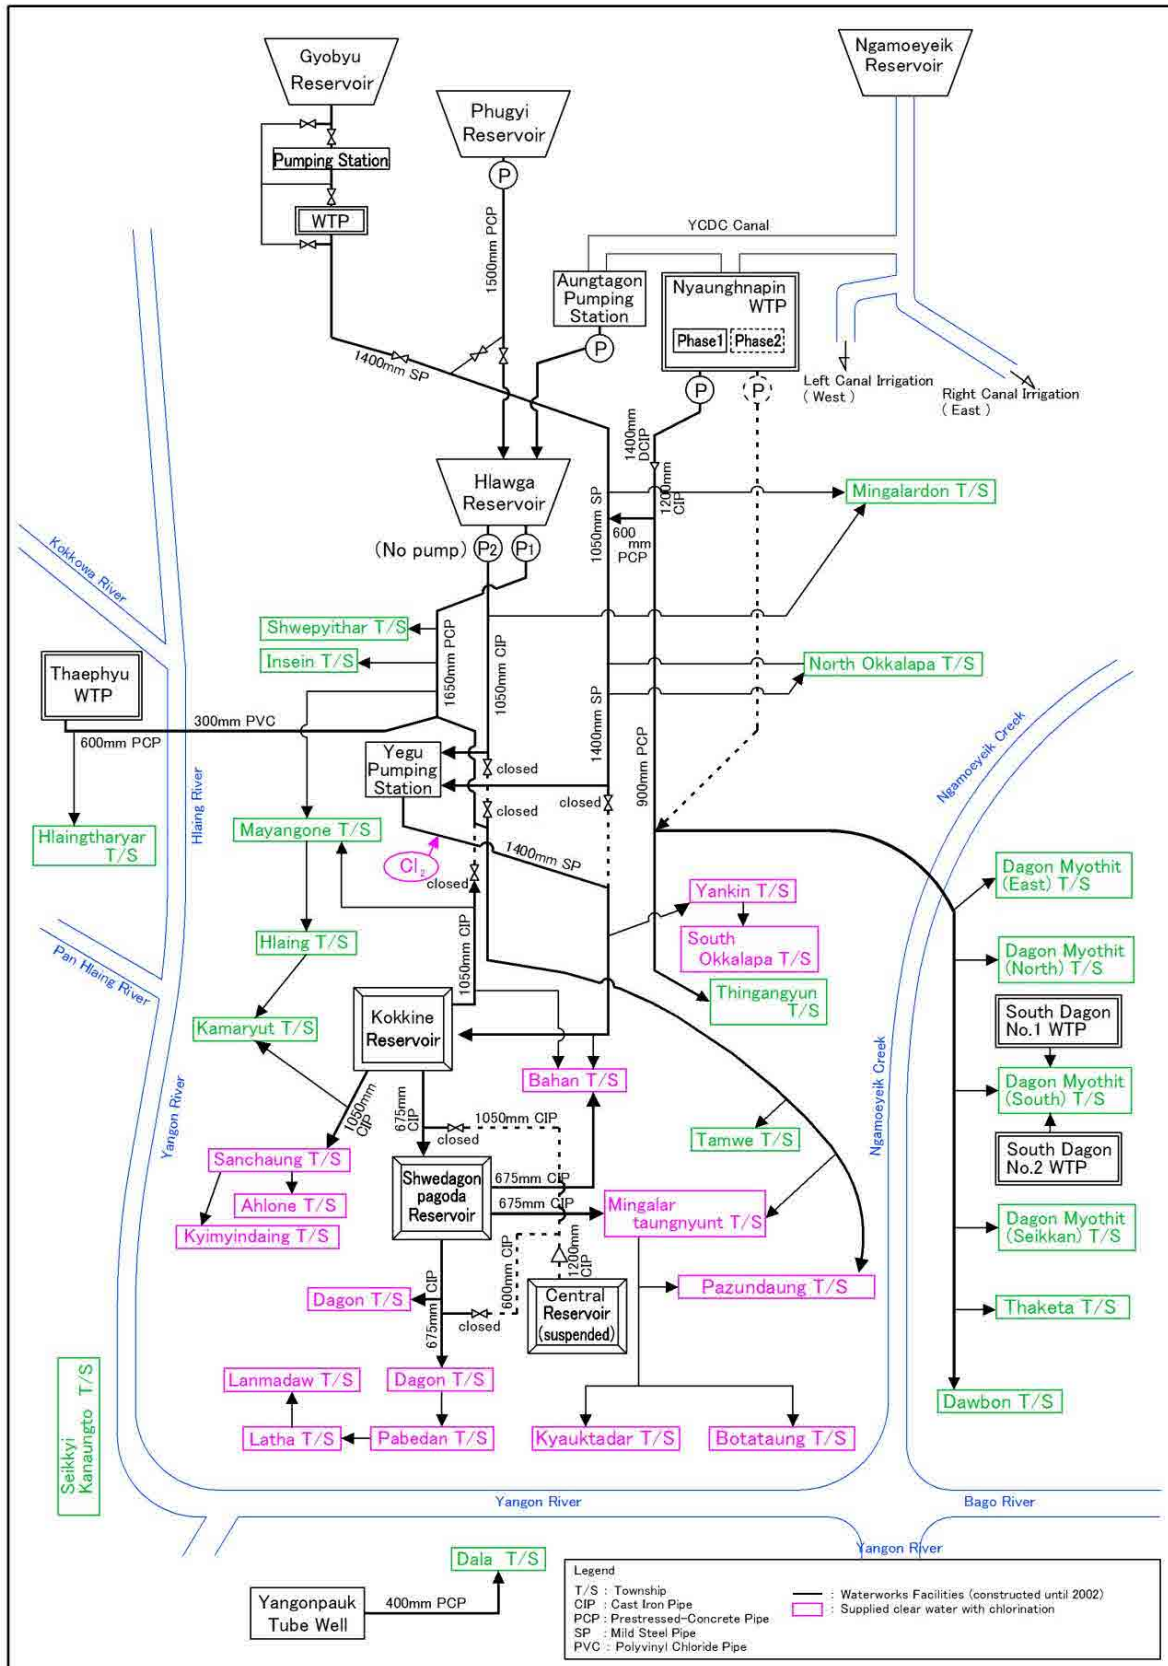 Gyobyu
Reservoir
Ngamoeyeik
Reservoir
Phugyi
Reservoir
Pumping Station
P
WTP
1500mm PCP
YCDC Canal
Aungtagon
Pumping
Station
Nyaunghnapin
WTP
Phase1
Phase2
P
P
P
1400mm SP
Left Canal Irrigation
( West )
Right Canal Irrigation
( East )
1400mm
DCIP
1200mm
CIP
Hlawga
Reservoir
1050mm SP
600
mm
PCP
Mingalardon T/S
(No pump)
P2
P1
Kokkowa River
Shwepyithar T/S
Insein T/S
1650mm PCP
1050mm CIP
North Okkalapa T/S
Thaephyu
WTP
300mm PVC
600mm PCP
1400mm SP
900mm PCP
Yegu
Pumping
Station
closed
closed
closed
Ngamoeyeik Creek
Hlaing River
Hlaingtharyar
T/S
Mayangone T/S
Cl2
closed
1400mm SP
Yankin T/S
South
Okkalapa T/S
Dagon Myothit
(East) T/S
Hlaing T/S
1050mm CIP
Dagon Myothit
(North) T/S
Pan Hlaing River
Thingangyun
T/S
Kamaryut T/S
Kokkine
Reservoir
South Dagon
No.1 WTP
Bahan T/S
Dagon Myothit
(South) T/S
Yangon River
1050mm
CIP
675mm
CIP
1050mm CIP
closed
Tamwe T/S
Ngamoeyeik Creek
South Dagon
No.2 WTP
Sanchaung T/S
Shwedagon
pagoda
Reservoir
675mm CIP
675mm CIP
Mingalar
taungnyunt T/S
Ahlone T/S
Kyimyindaing T/S
Dagon Myothit
(Seikkan) T/S
1200mm
CIP
600mm CIP
Dagon T/S
675mm CIP
closed
Central
Reservoir
(suspended)
Pazundaung T/S
Thaketa T/S
Lanmadaw T/S
Dagon T/S
Dawbon T/S
Seikkyi
Kanaungto T/S
Latha T/S
Pabedan T/S
Kyauktadar T/S
Botataung T/S
Yangon River
Bago River
Yangon River
Dala T/S
Yangonpauk
Tube Well
400mm PCP
Legend
T/S : Township
CIP : Cast Iron Pipe
PCP : Prestressed-Concrete Pipe
SP : Mild Steel Pipe
PVC : Polyvinyl Chloride Pipe
: Waterworks Facilities (constructed until 2002)
: Supplied clear water with chlorination